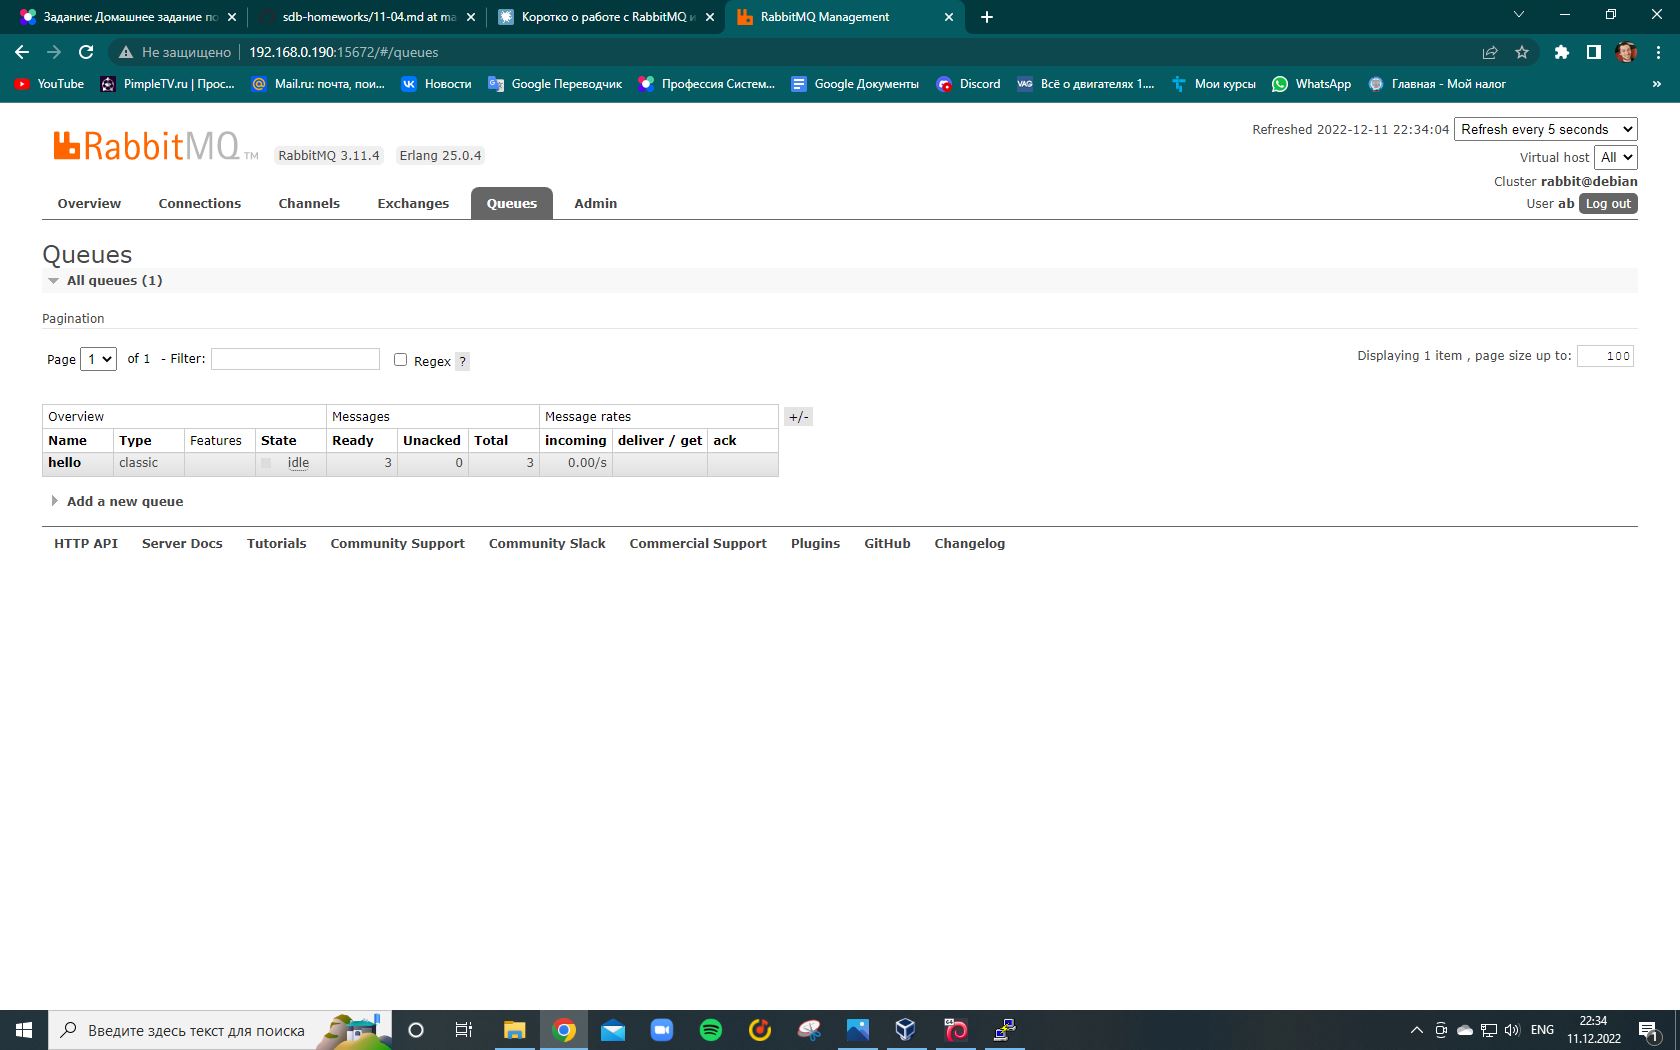 Задание: Домашнее задание по
sdb-homeworks/11-04.md at ma
Коротко о работе с RabbitMQ и
RabbitMQ Management
Не защищено
192.168.0.190:15672/#/queues
YouTube
PimpleTV.ru | Прос...
Mail.ru: почта, пои...
Новости
Google Переводчик
Профессия Систем...
Google Документы
Discord
VAG
Всё о двигателях 1....
Мои курсы
WhatsApp
Главная - Мой налог
»
RabbitMQ TM
RabbitMQ 3.11.4
Erlang 25.0.4
Refreshed 2022-12-11 22:34:04
Refresh every 5 seconds
Virtual host
All
Cluster rabbit@debian
User ab
Log out
Overview
Connections
Channels
Exchanges
Queues
Admin
Queues
All queues (1)
Pagination
Page 1 of 1 - Filter:
Regex ?
Displaying 1 item , page size up to: 100
Overview Messages Message rates +/-
Name Type Features State Ready Unacked Total incoming deliver / get ack
hello classic idle 3 0 3 0.00/s
Add a new queue
HTTP API
Server Docs
Tutorials
Community Support
Community Slack
Commercial Support
Plugins
GitHub
Changelog
Введите здесь текст для поиска
ENG
22:34
11.12.2022
1